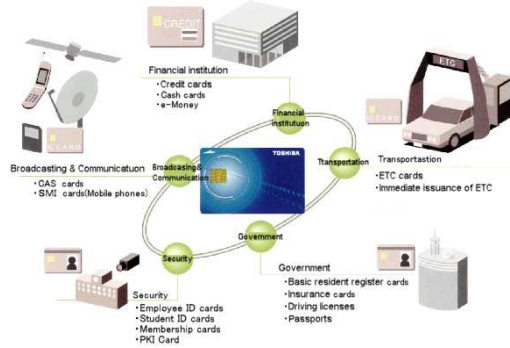 CREDIT
Financial institution
・Credit cards
・Cash cards
・e-Money
ETC
Financial
institutuon
Broadcasting & Communicatuon
・CAS cards
・SMI cards(Mobile phones)
Broadcasting&
Communication
TOSHIBA
Transportation
Transportastion
・ETC cards
・Immediate issuance of ETC
Government
Security
Security
・Employee ID cards
・Student ID cards
・Membership cards
・PKI Card
Government
・Basic resident register cards
・Insurance cards
・Driving licenses
・Passports